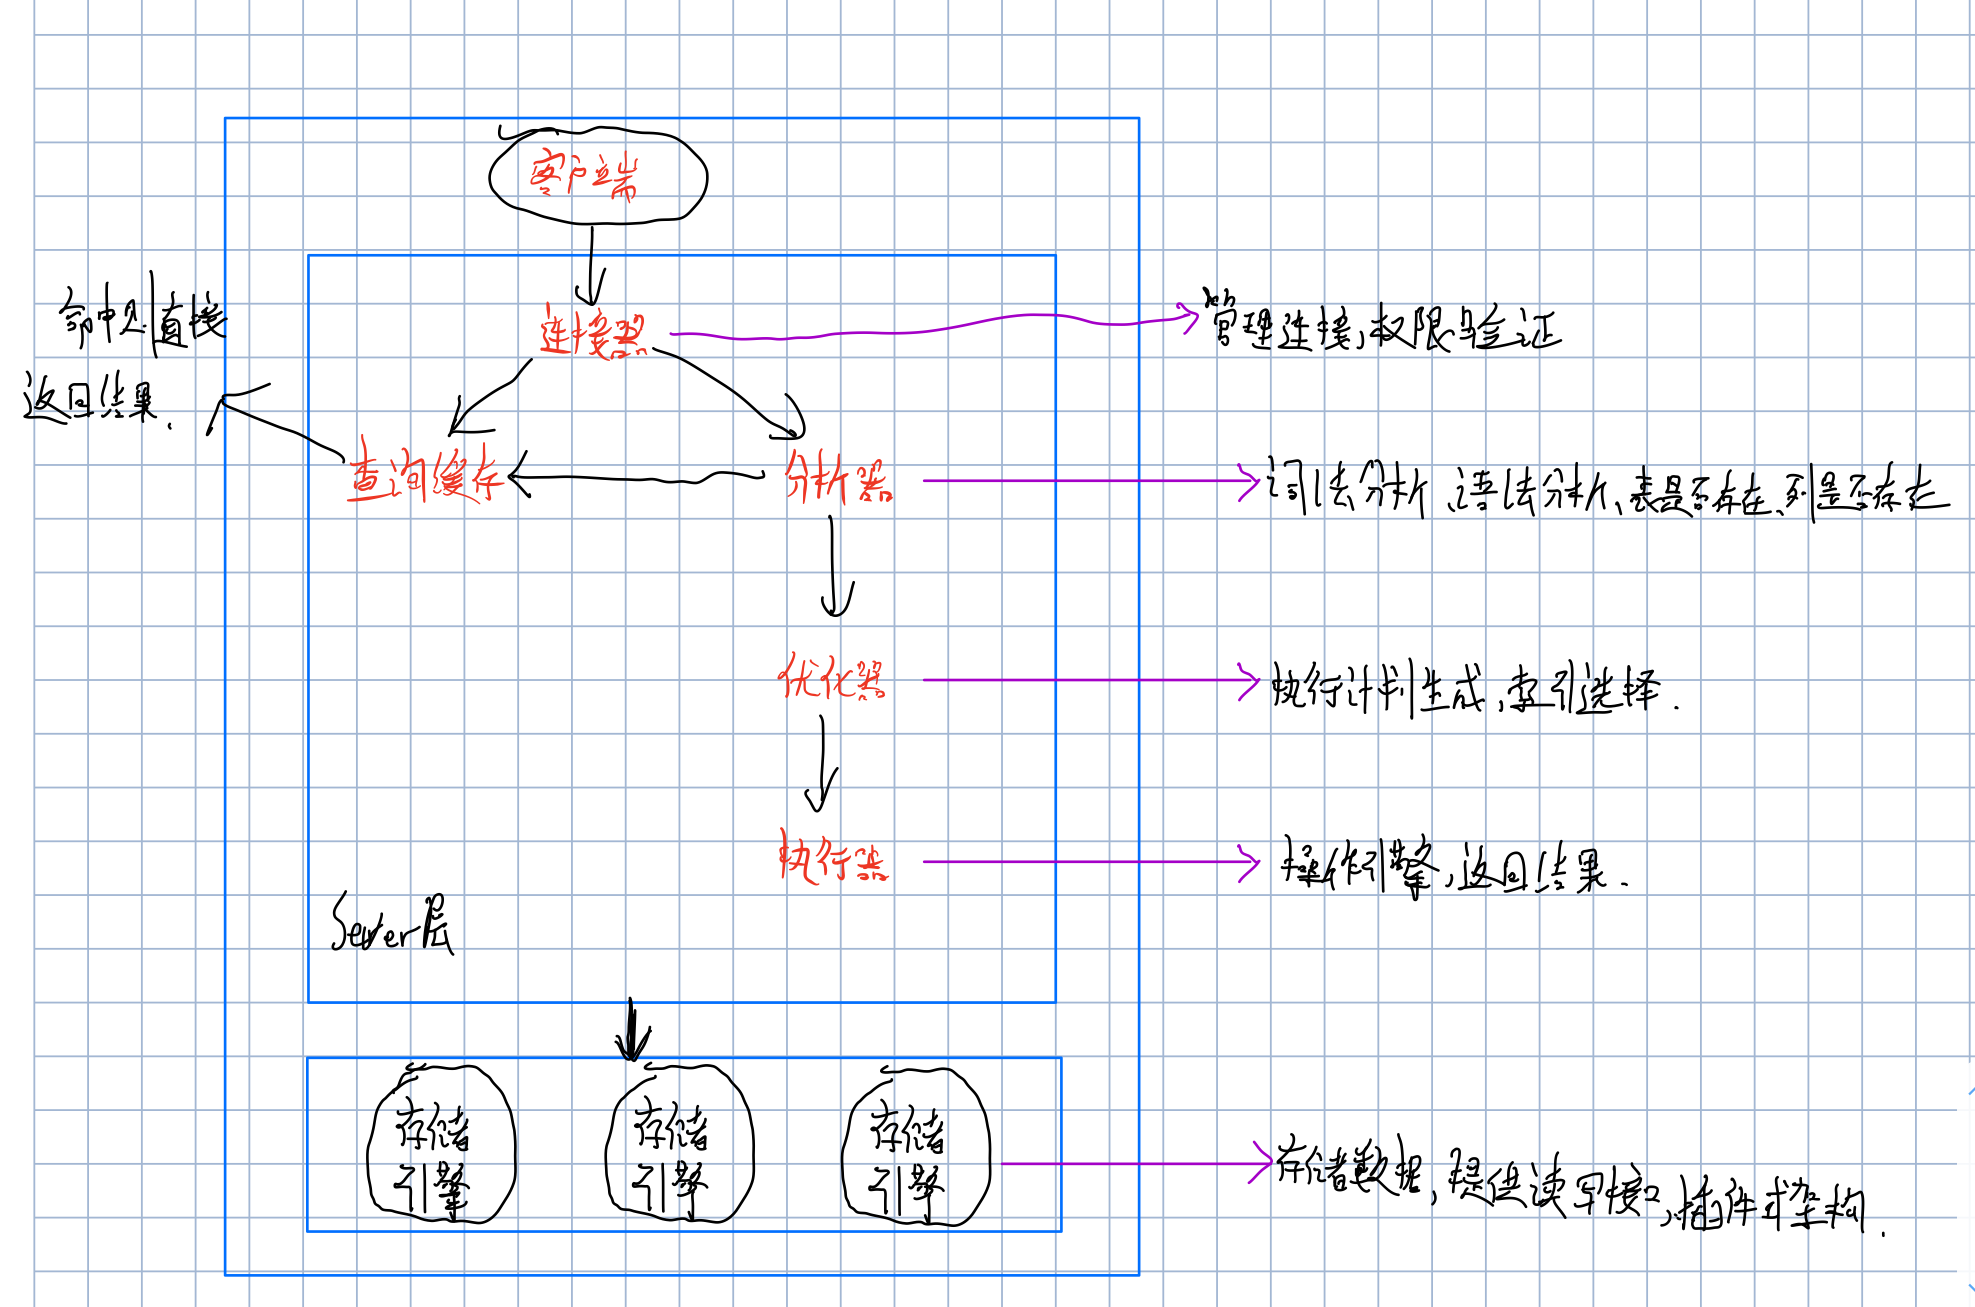 客户端
连接器
管理连接,权限验证
命中则直接
返回结果.
查询缓存
分析器
词法分析、语法分析、表是否存在、列是否存在
优化器
执行计划生成,索引选择.
执行器
操作引擎,返回结果.
Server层
存储
引擎
存储
引擎
存储
引擎
存储数据,提供读写接口,插件式架构.